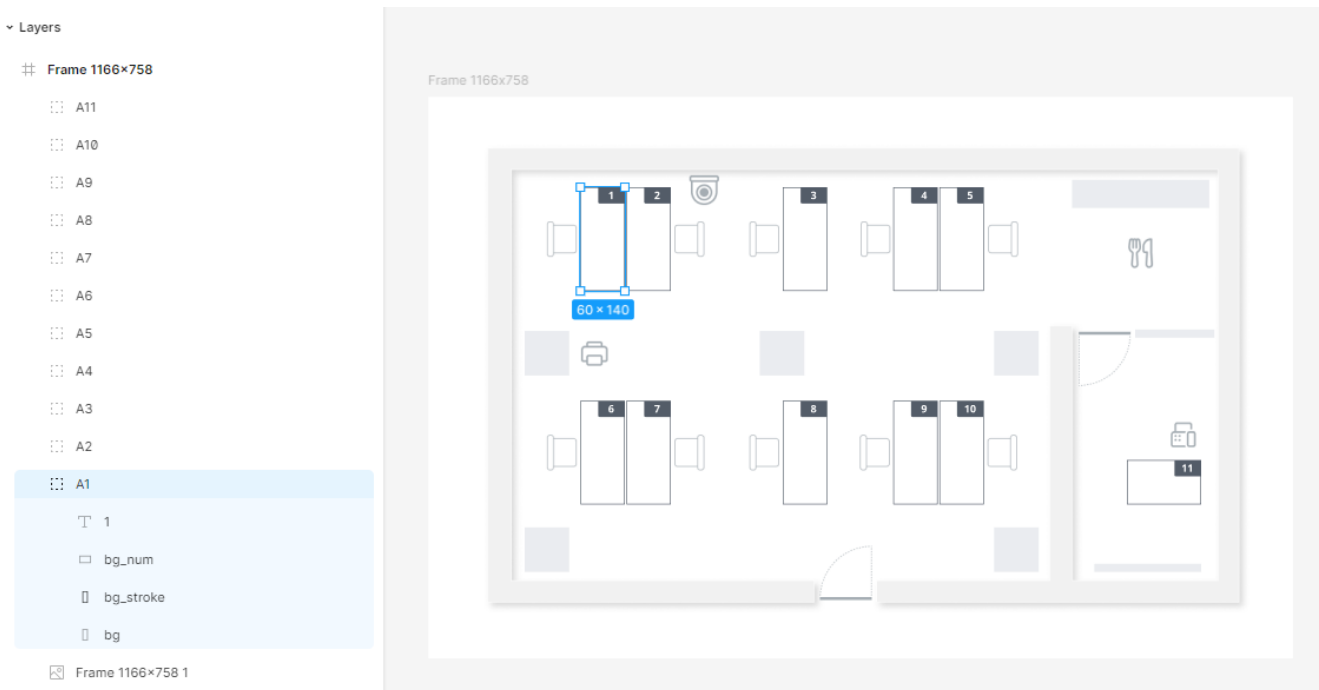 Layers
Frame 1166×758
A11
A10
A9
A8
A7
A6
A5
A4
A3
A2
A1
1
bg_num
bg_stroke
bg
Frame 1166×758 1
Frame 1166x758
1 2 3 4 5
60 × 140
6 7 8 9 10
11